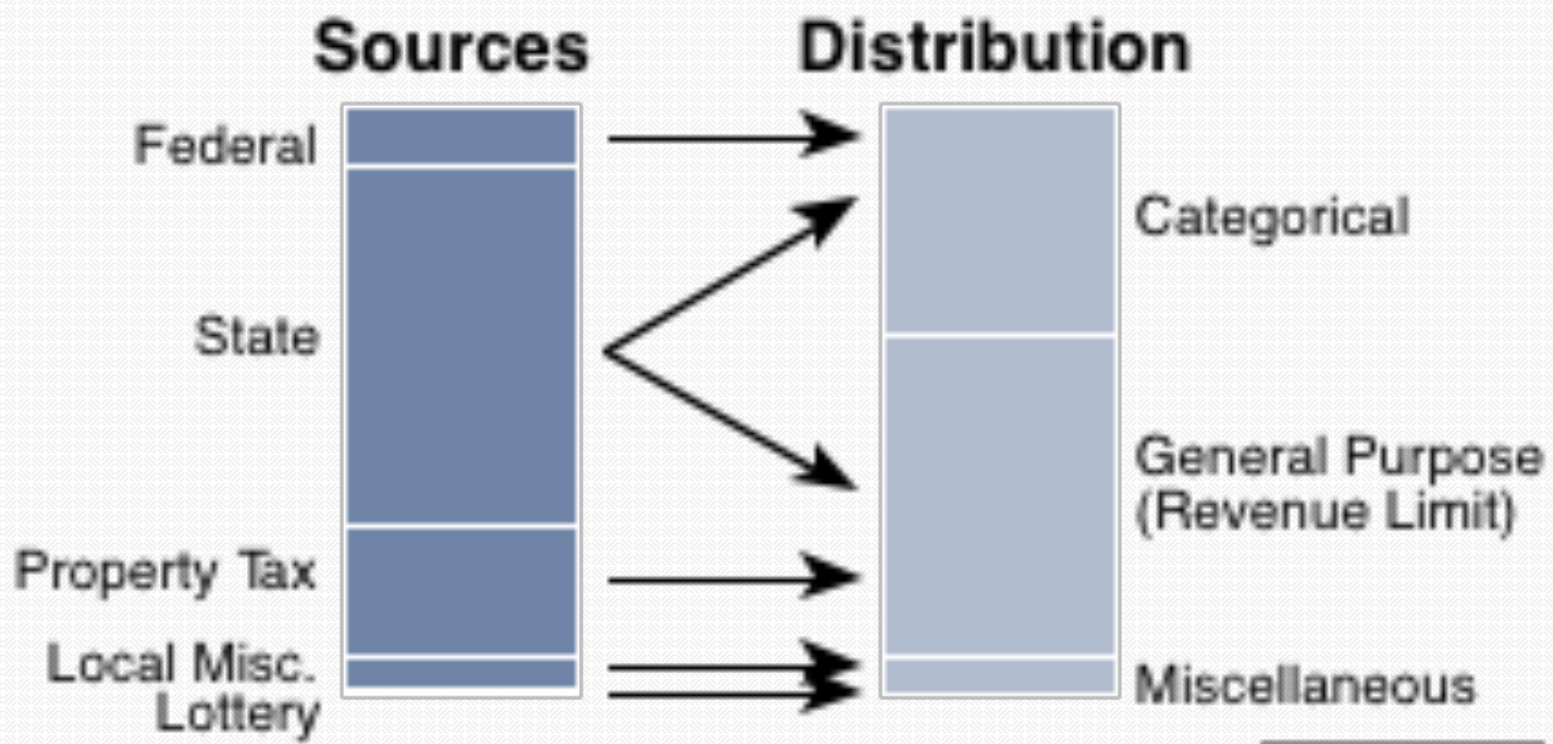 Sources
Distribution
Federal
State
Property Tax
Local Misc.
Lottery
Categorical
General Purpose
(Revenue Limit)
Miscellaneous